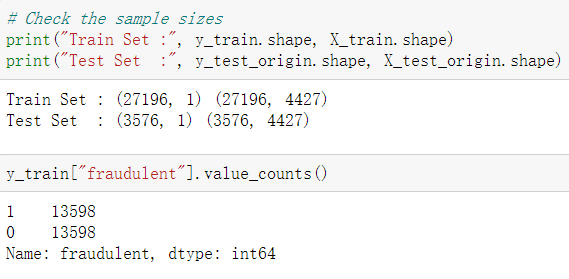 # Check the sample sizes
print("Train Set :", y_train.shape, X_train.shape)
print("Test Set  :", y_test_origin.shape, X_test_origin.shape)
Train Set : (27196, 1) (27196, 4427)
Test Set  : (3576, 1) (3576, 4427)
y_train["fraudulent"].value_counts()
1    13598
0    13598
Name: fraudulent, dtype: int64